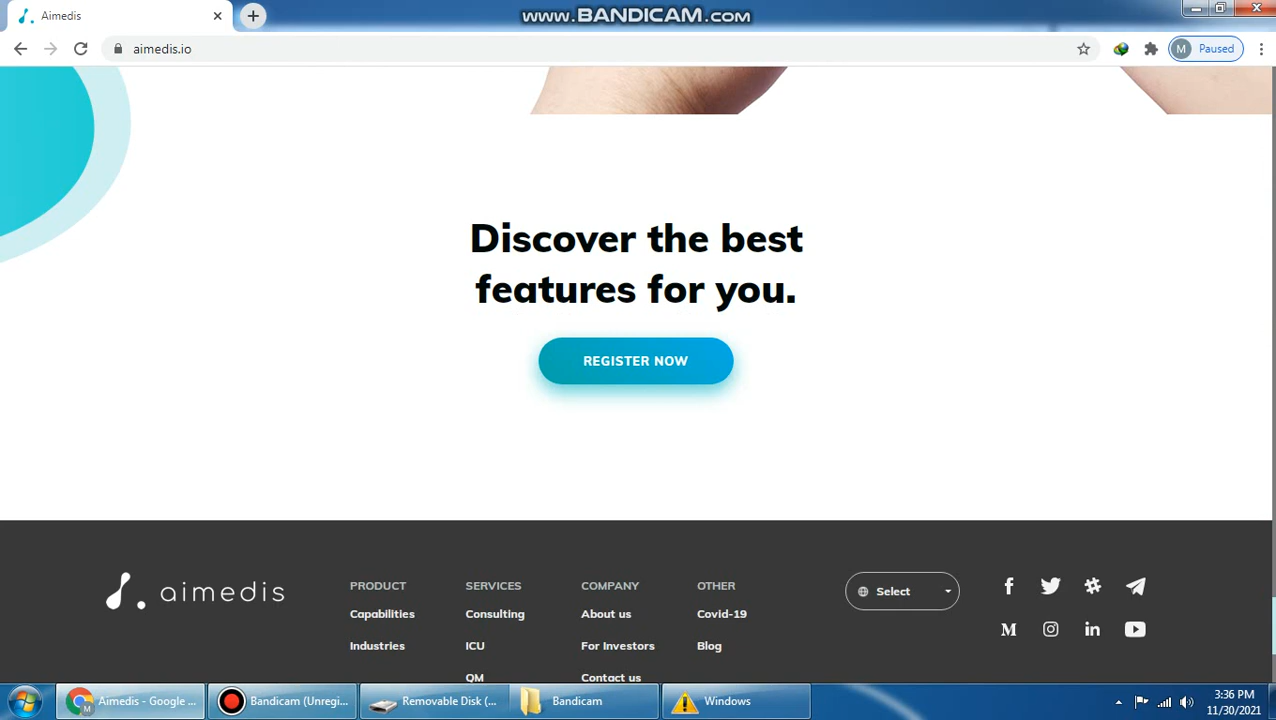 Aimedis
www.BANDICAM.com
aimedis.io
M Paused
Discover the best
features for you.
REGISTER NOW
aimedis
PRODUCT
Capabilities
Industries
SERVICES
Consulting
ICU
QM
COMPANY
About us
For Investors
Contact us
OTHER
Covid-19
Blog
Select
Aimedis - Google ...
Bandicam (Unregi...
Removable Disk (...
Bandicam
Windows
3:36 PM
11/30/2021